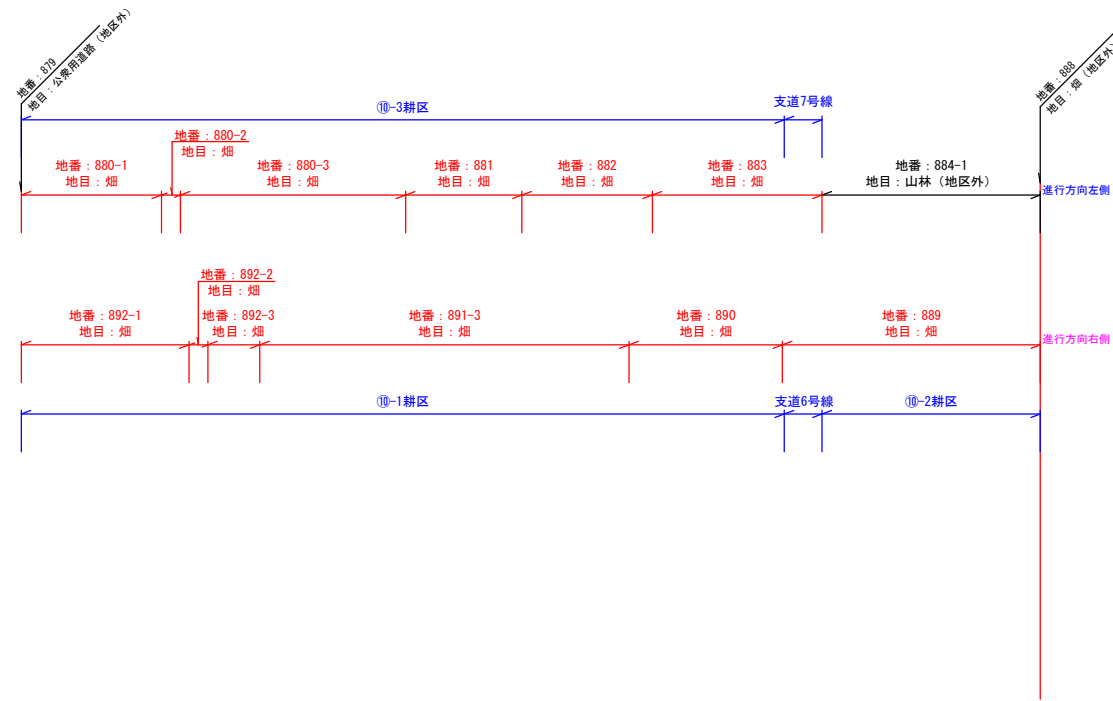 地番：879
地目：公衆用道路（地区外）
地番：888
地目：畑（地区外）
⑩-3耕区
支道7号線
地番：880-1
地目：畑
地番：880-2
地目：畑
地番：880-3
地目：畑
地番：881
地目：畑
地番：882
地目：畑
地番：883
地目：畑
地番：884-1
地目：山林（地区外）
進行方向左側
地番：892-1
地目：畑
地番：892-2
地目：畑
地番：892-3
地目：畑
地番：891-3
地目：畑
地番：890
地目：畑
地番：889
地目：畑
進行方向右側
⑩-1耕区
支道6号線
⑩-2耕区